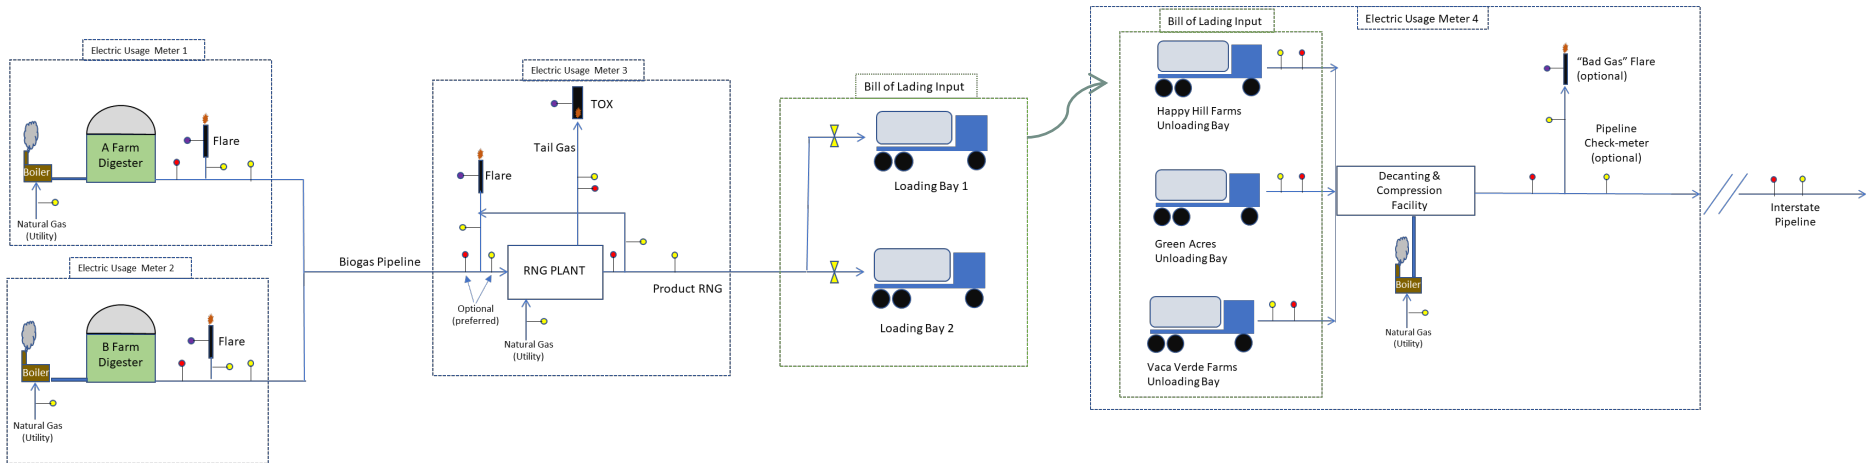 Electric Usage Meter 1
A Farm
Digester
Boiler
Flare
Natural Gas
(Utility)
Electric Usage Meter 2
B Farm
Digester
Boiler
Flare
Natural Gas
(Utility)
Biogas Pipeline
Electric Usage Meter 3
TOX
Tail Gas
Flare
RNG PLANT
Optional
(preferred)
Natural Gas
(Utility)
Product RNG
Bill of Lading Input
Loading Bay 1
Loading Bay 2
Electric Usage Meter 4
Bill of Lading Input
Happy Hill Farms
Unloading Bay
Green Acres
Unloading Bay
Vaca Verde Farms
Unloading Bay
Decanting &
Compression
Facility
Boiler
Natural Gas
(Utility)
“Bad Gas” Flare
(optional)
Pipeline
Check-meter
(optional)
Interstate
Pipeline